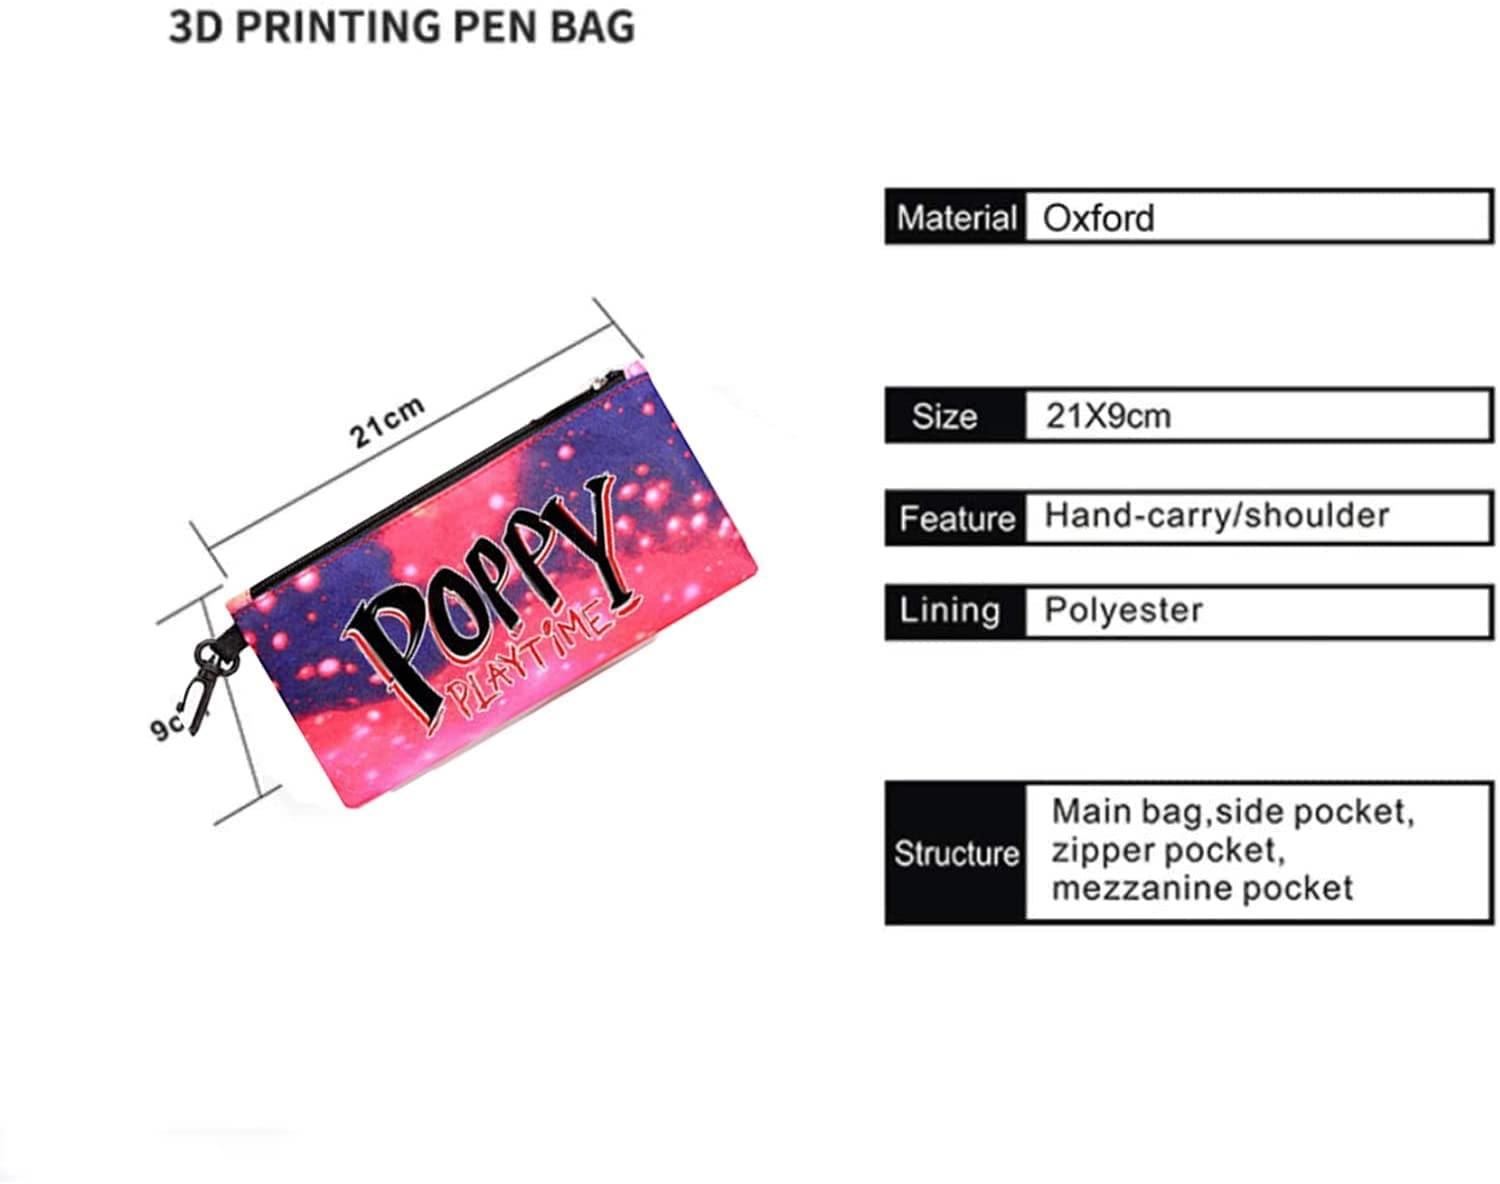 3D PRINTING PEN BAG
Material Oxford
21cm
Size 21X9cm
Feature Hand-carry/shoulder
POPPY
PLAYTIME
Lining Polyester
Structure Main bag,side pocket,
zipper pocket,
mezzanine pocket